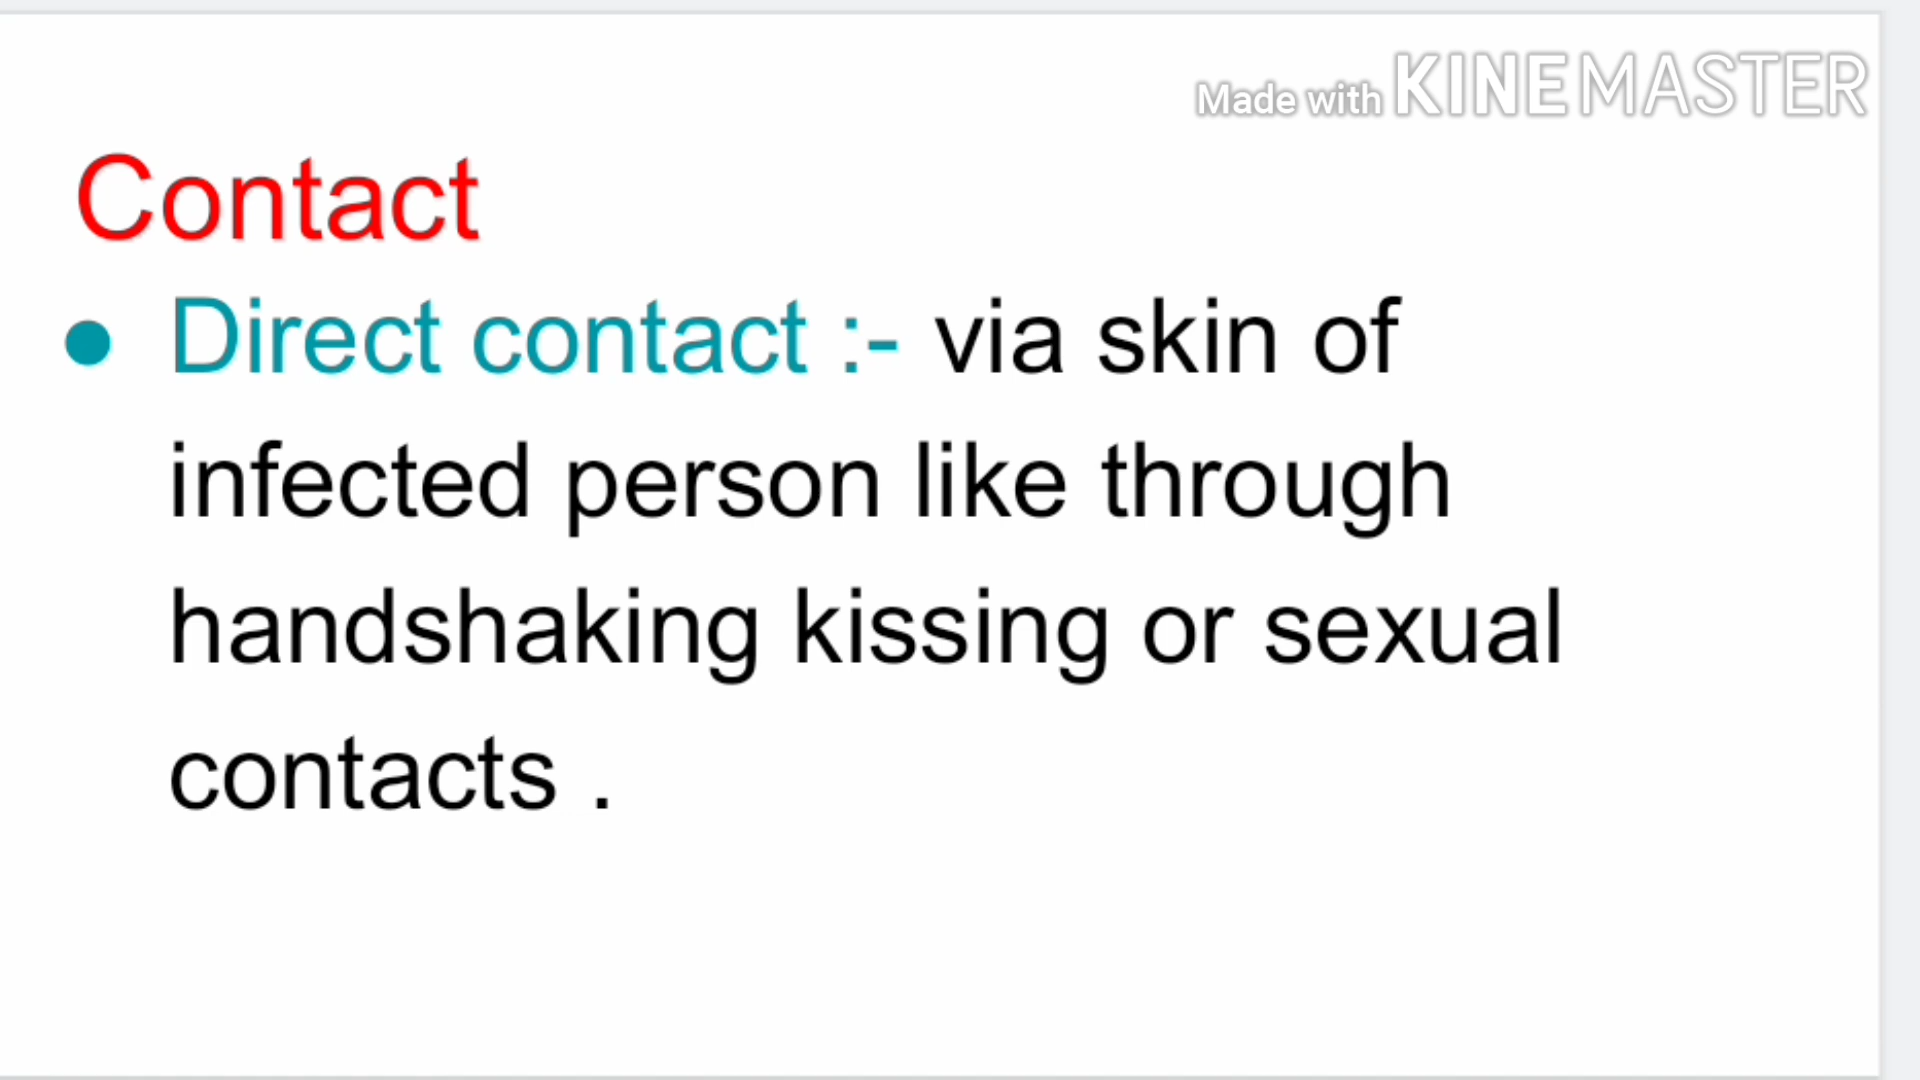 Made with KINEMASTER
Contact
● Direct contact :- via skin of
infected person like through
handshaking kissing or sexual
contacts .